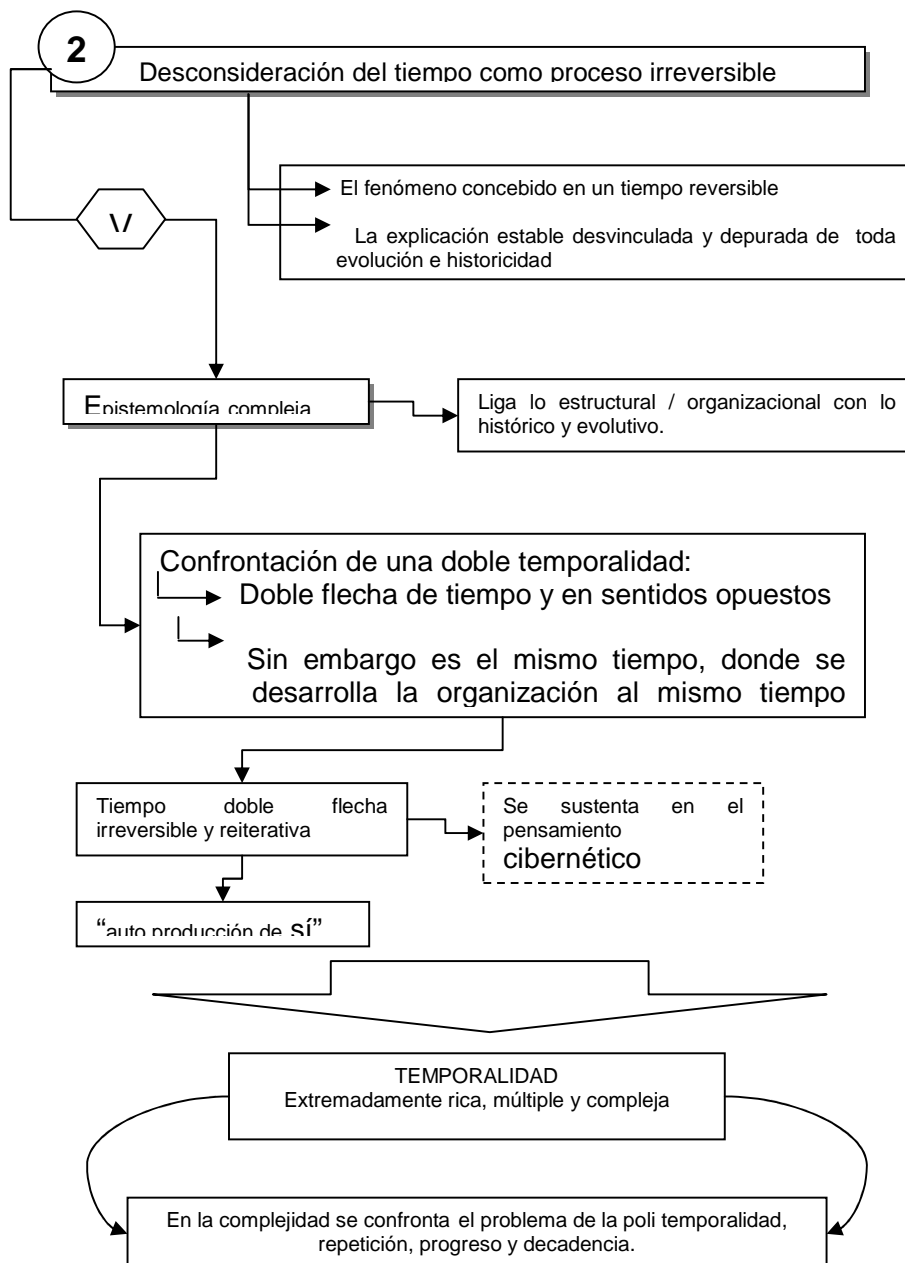 2
Desconsideración del tiempo como proceso irreversible
El fenómeno concebido en un tiempo reversible
La explicación estable desvinculada y depurada de toda
evolución e historicidad
Epistemología compleja
Liga lo estructural / organizacional con lo
histórico y evolutivo.
Confrontación de una doble temporalidad:
Doble flecha de tiempo y en sentidos opuestos
Sin embargo es el mismo tiempo, donde se
desarrolla la organización al mismo tiempo
Tiempo doble flecha
irreversible y reiterativa
Se sustenta en el
pensamiento
cibernético
“auto producción de sí”
TEMPORALIDAD
Extremadamente rica, múltiple y compleja
En la complejidad se confronta el problema de la poli temporalidad,
repetición, progreso y decadencia.